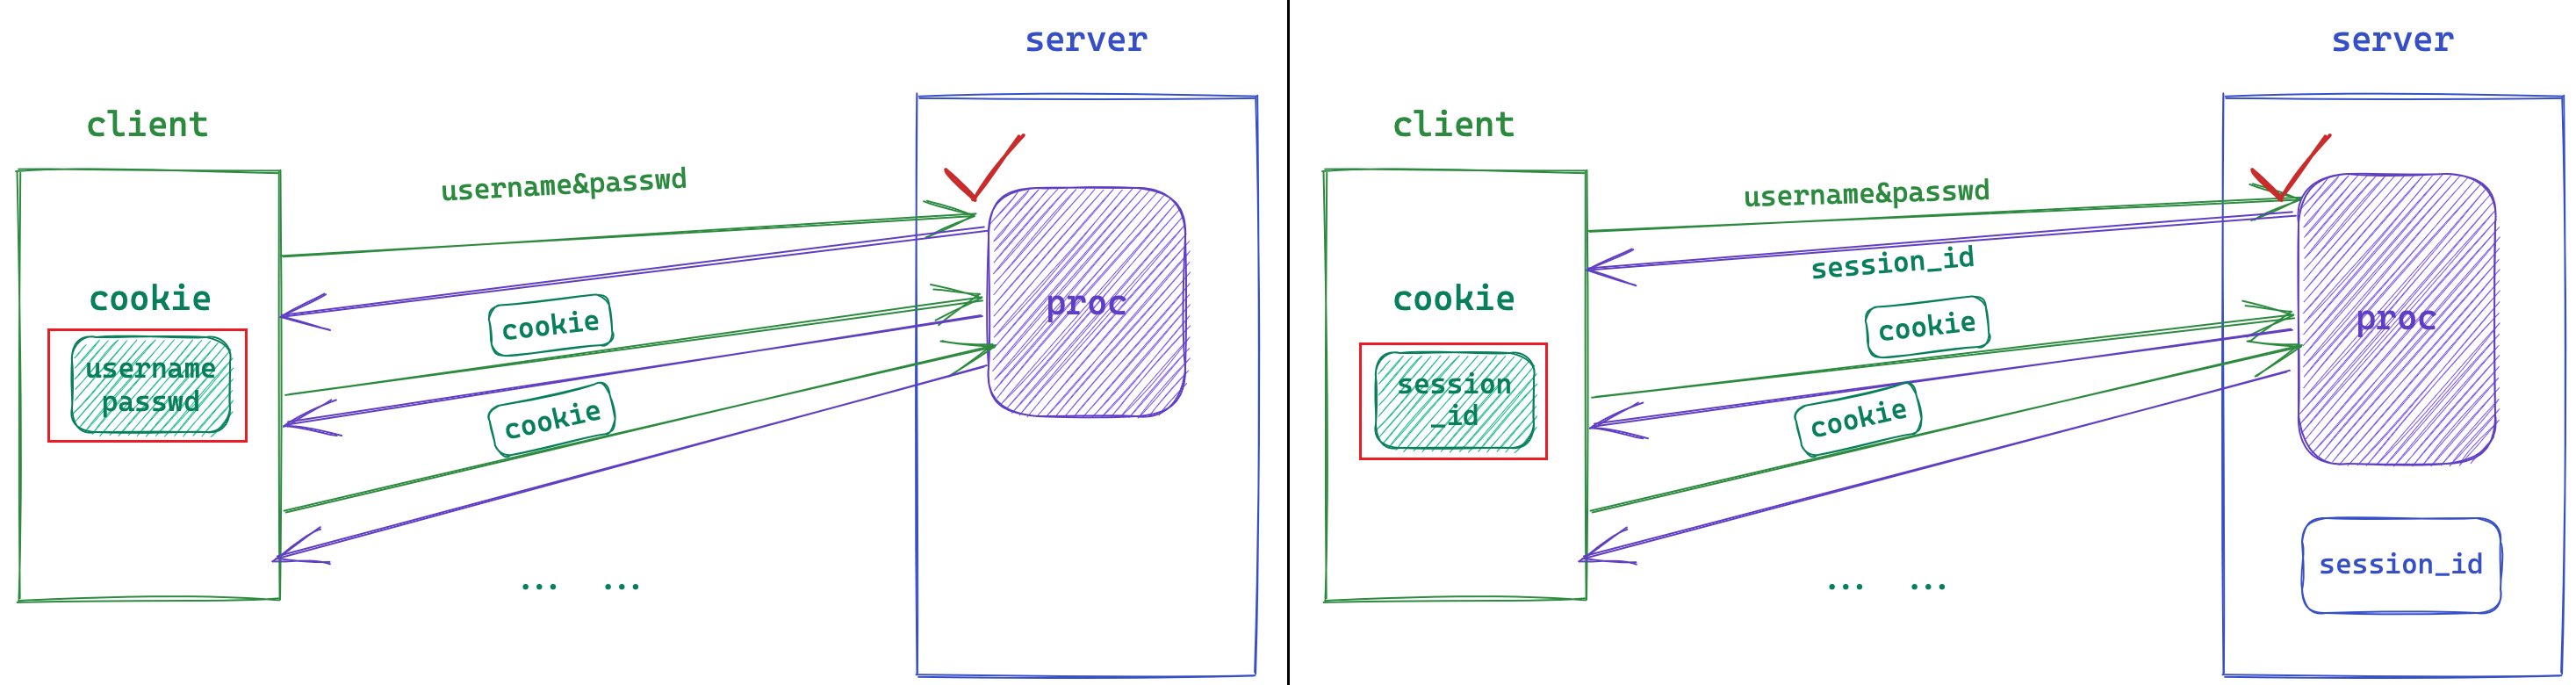 server
client
username&passwd
cookie
cookie
username
passwd
proc
cookie
... ...
server
client
username&passwd
session_id
cookie
cookie
session
_id
proc
cookie
session_id
... ...